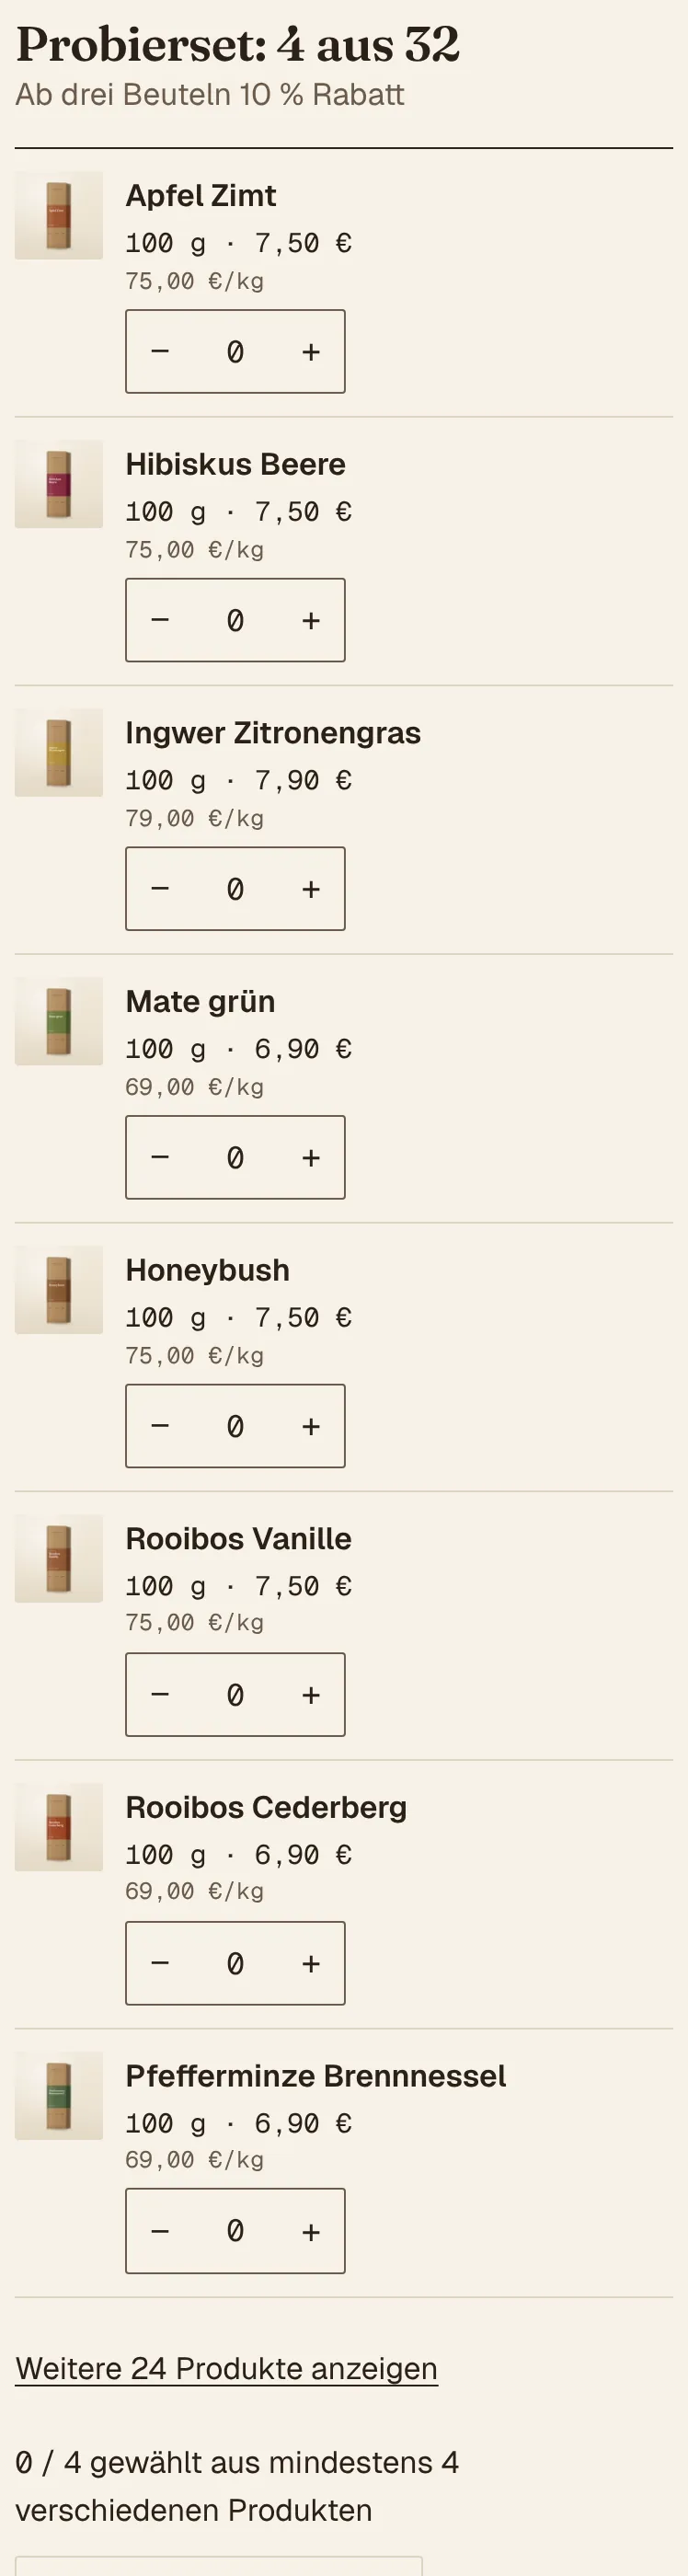 Probierset: 4 aus 32
Ab drei Beuteln 10 % Rabatt
Apfel Zimt
100 g · 7,50 €
75,00 €/kg
− 0 +
Hibiskus Beere
100 g · 7,50 €
75,00 €/kg
− 0 +
Ingwer Zitronengras
100 g · 7,90 €
79,00 €/kg
− 0 +
Mate grün
100 g · 6,90 €
69,00 €/kg
− 0 +
Honeybush
100 g · 7,50 €
75,00 €/kg
− 0 +
Rooibos Vanille
100 g · 7,50 €
75,00 €/kg
− 0 +
Rooibos Cederberg
100 g · 6,90 €
69,00 €/kg
− 0 +
Pfefferminze Brennnessel
100 g · 6,90 €
69,00 €/kg
− 0 +
Weitere 24 Produkte anzeigen
0 / 4 gewählt aus mindestens 4
verschiedenen Produkten